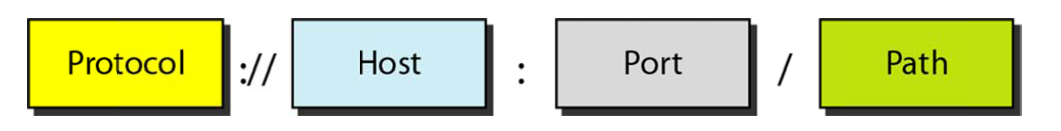 Protocol :// Host : Port / Path